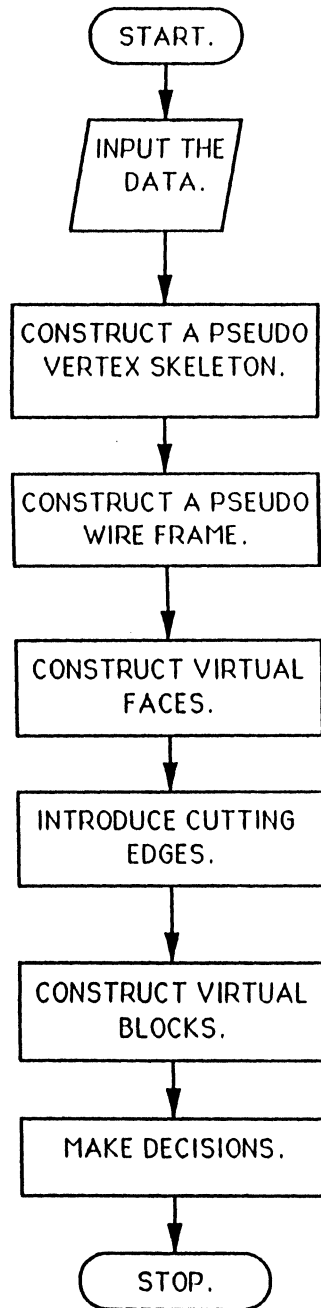 START.
INPUT THE
DATA.
CONSTRUCT A PSEUDO
VERTEX SKELETON.
CONSTRUCT A PSEUDO
WIRE FRAME.
CONSTRUCT VIRTUAL
FACES.
INTRODUCE CUTTING
EDGES.
CONSTRUCT VIRTUAL
BLOCKS.
MAKE DECISIONS.
STOP.